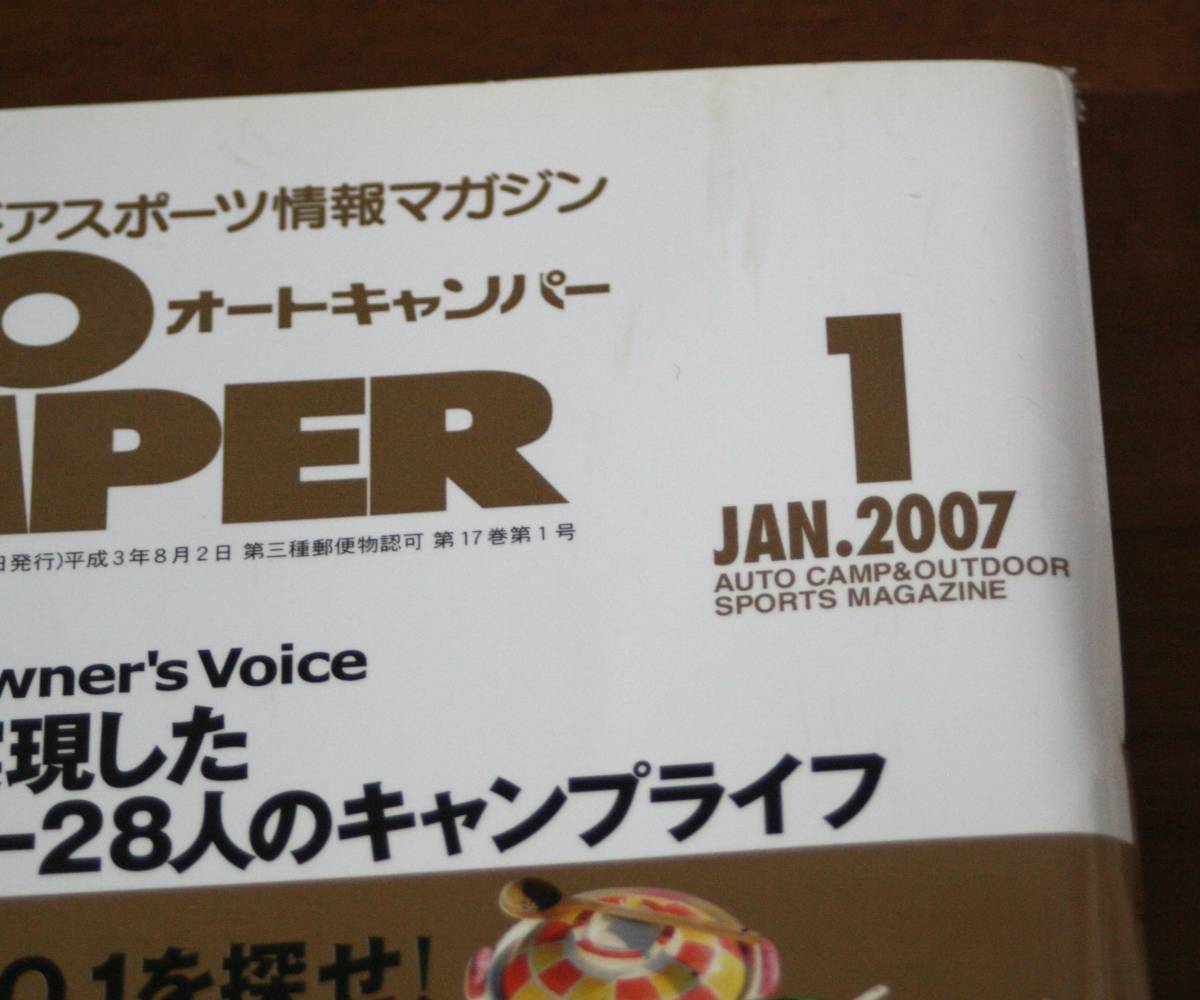 アスポーツ情報マガジン
O
オートキャンパー
MPER
1
JAN.2007
AUTO CAMP&OUTDOOR
SPORTS MAGAZINE
日発行)平成3年8月2日 第三種郵便物認可 第17巻第1号
wner's Voice
実現した
ー28人のキャンプライフ
O.1を探せ!